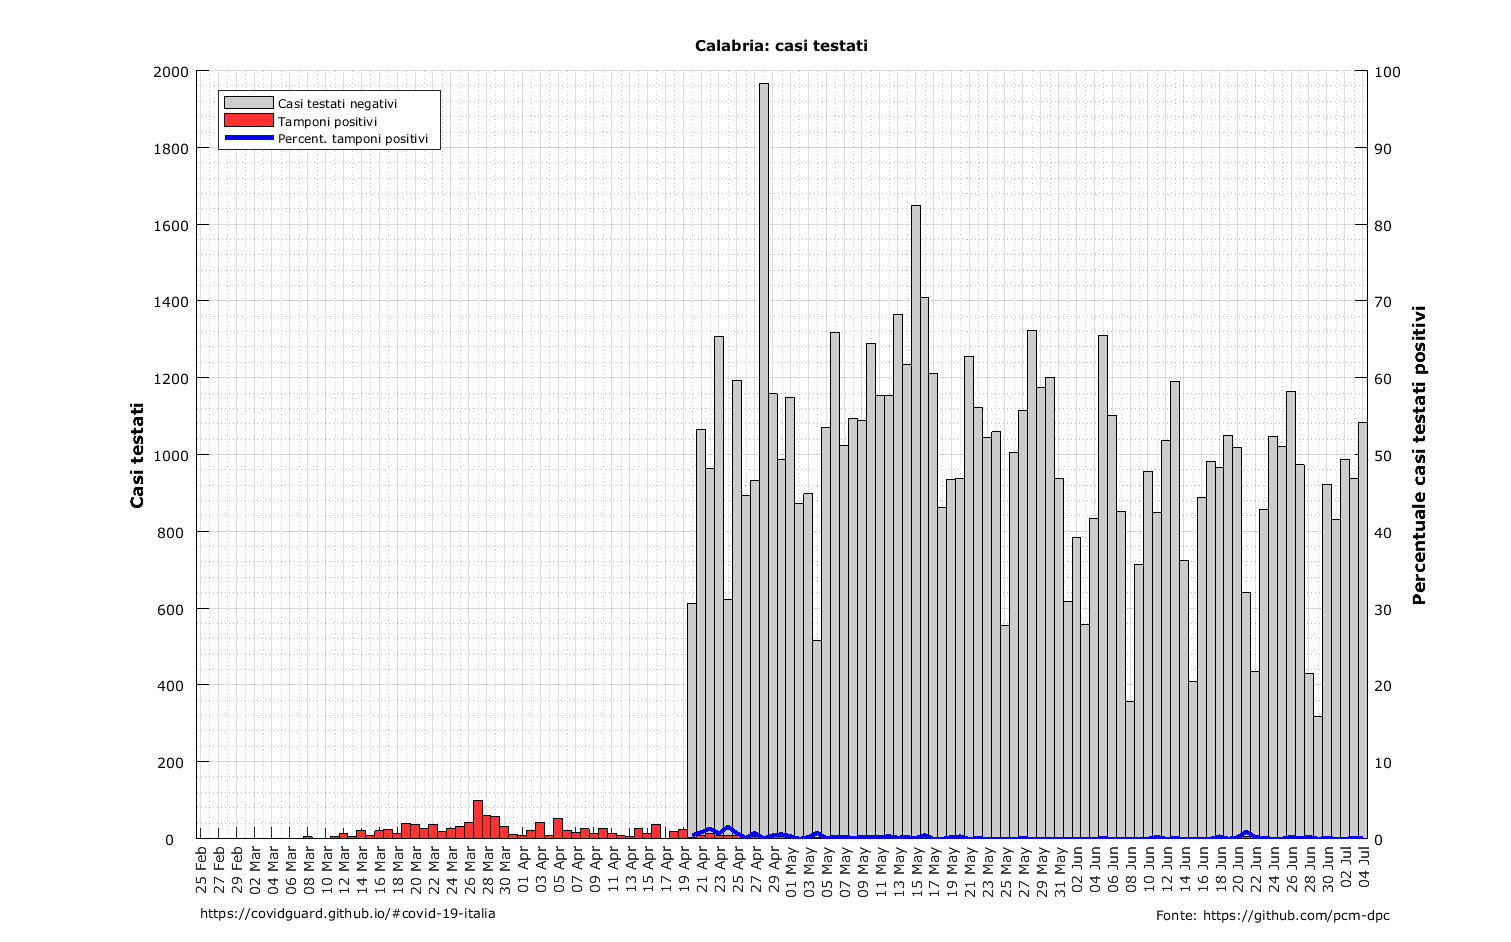 Calabria: casi testati
Casi testati negativi
Tamponi positivi
Percent. tamponi positivi
Casi testati
2000
1800
1600
1400
1200
1000
800
600
400
200
0
100
90
80
70
60
50
40
30
20
10
0
Percentuale casi testati positivi
25 Feb
27 Feb
29 Feb
02 Mar
04 Mar
06 Mar
08 Mar
10 Mar
12 Mar
14 Mar
16 Mar
18 Mar
20 Mar
22 Mar
24 Mar
26 Mar
28 Mar
30 Mar
01 Apr
03 Apr
05 Apr
07 Apr
09 Apr
11 Apr
13 Apr
15 Apr
17 Apr
19 Apr
21 Apr
23 Apr
25 Apr
27 Apr
29 Apr
01 May
03 May
05 May
07 May
09 May
11 May
13 May
15 May
17 May
19 May
21 May
23 May
25 May
27 May
29 May
31 May
02 Jun
04 Jun
06 Jun
08 Jun
10 Jun
12 Jun
14 Jun
16 Jun
18 Jun
20 Jun
22 Jun
24 Jun
26 Jun
28 Jun
30 Jun
02 Jul
04 Jul
https://covidguard.github.io/#covid-19-italia
Fonte: https://github.com/pcm-dpc